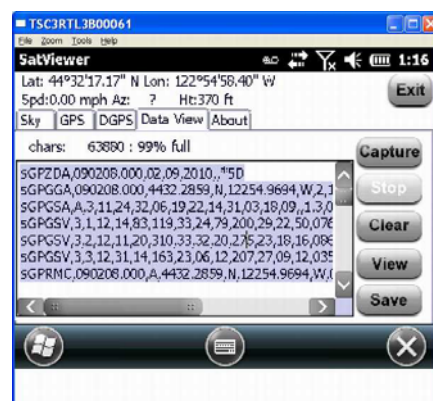 TSC3RTL3B00061
File Zoom Tools Help
SatViewer 1:16
Lat: 44°32'17.17" N Lon: 122°54'58.40" W
Spd:0.00 mph Az: ? Ht:370 ft
Exit
Sky GPS DGPS Data View About
chars: 63880 : 99% full
Capture
$GPZDA,090208.000,02,09,2010,,*5D
$GPGGA,090208.000,4432.2859,N,12254.9694,W,2,1
Stop
$GPGSA,A,3,11,24,32,06,19,22,14,31,03,18,09,,1.3,0
$GPGSV,3,1,12,14,83,119,33,24,79,200,29,22,50,076
Clear
$GPGSV,3,2,12,11,20,310,33,32,20,275,23,18,16,086
$GPGSV,3,3,12,31,14,163,23,06,12,207,27,09,12,035
View
$GPRMC,090208.000,A,4432.2859,N,12254.9694,W,0
Save